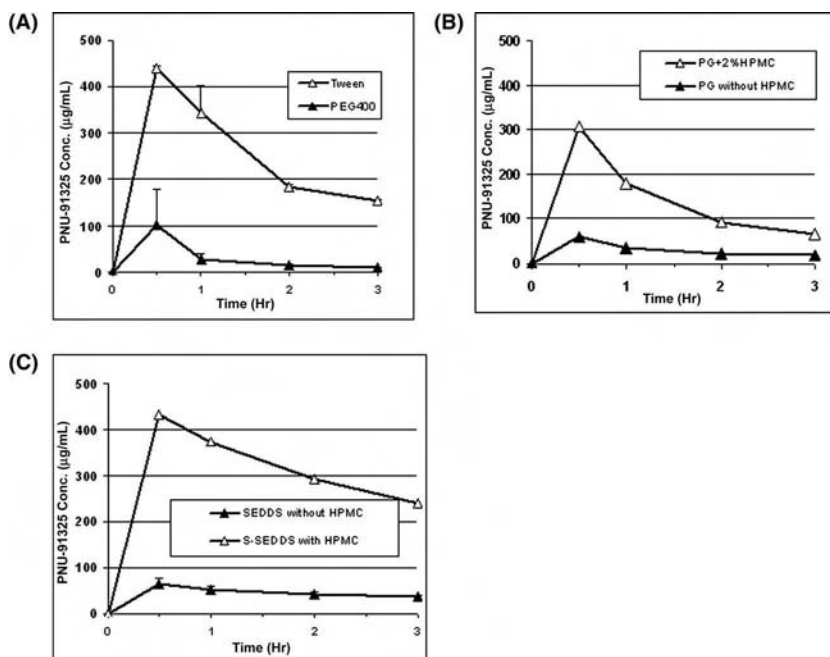 (A)
PNU-91325 Conc. (µg/mL)
500
400
300
200
100
0
Tween
PEG400
0 1 2 3
Time (Hr)
(B)
PNU-91325 Conc. (µg/mL)
500
400
300
200
100
0
PG+2%HPMC
PG without HPMC
0 1 2 3
Time (Hr)
(C)
PNU-91325 Conc. (µg/mL)
500
400
300
200
100
0
SEDDS without HPMC
S-SEDDS with HPMC
0 1 2 3
Time (Hr)